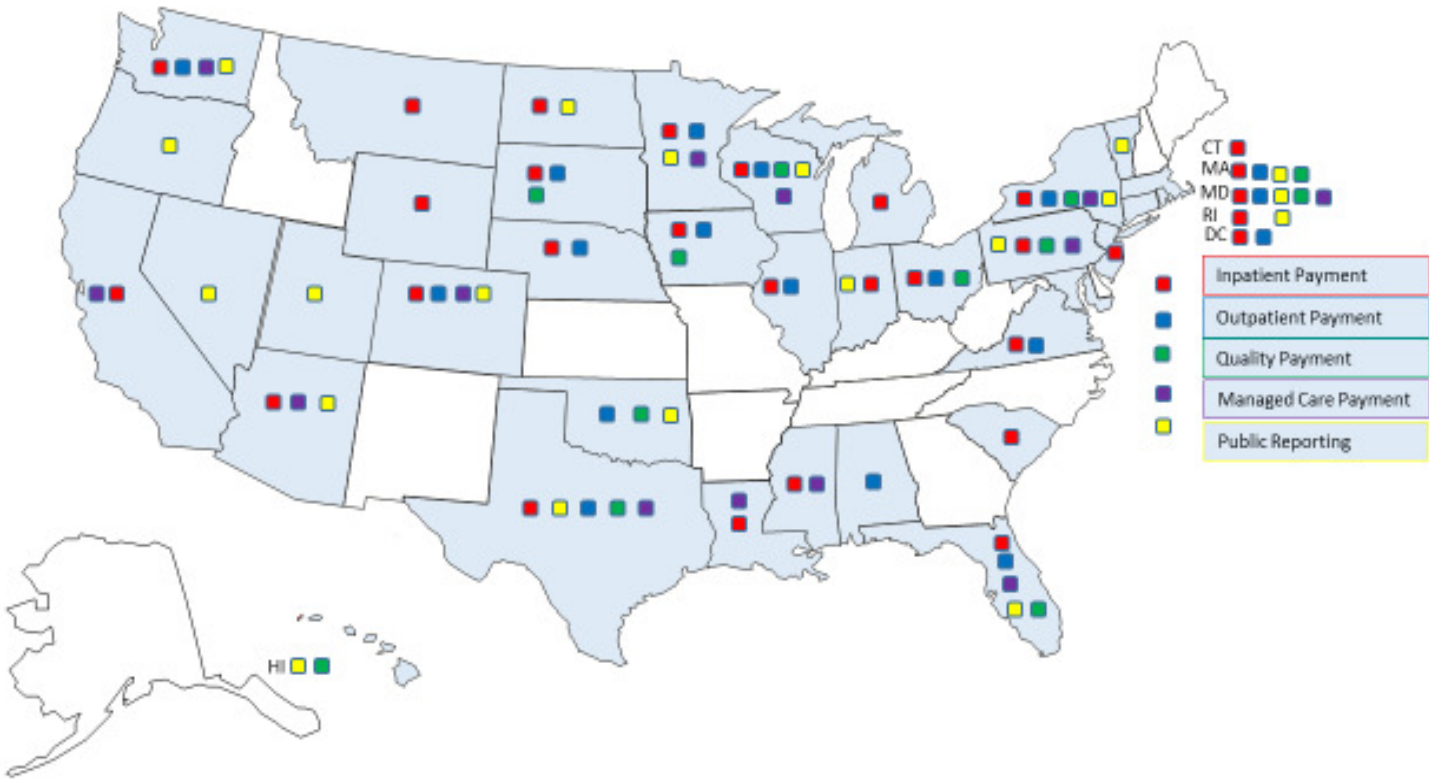 CT
MA
MD
RI
DC
Inpatient Payment
Outpatient Payment
Quality Payment
Managed Care Payment
Public Reporting
HI